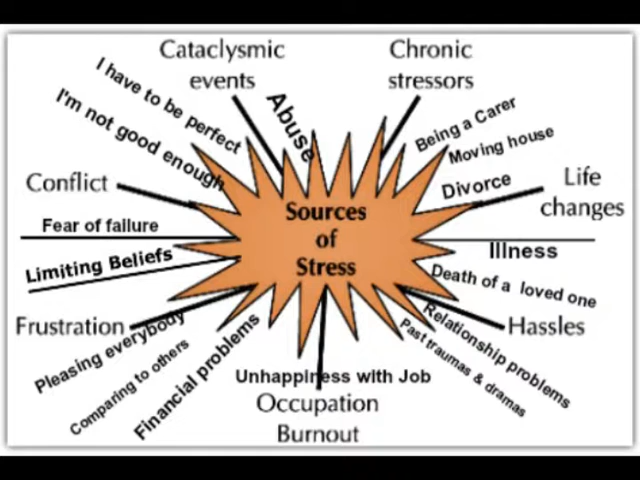 Cataclysmic
events
Chronic
stressors
I have to be perfect
Abuse
Being a Carer
I'm not good enough
Moving house
Conflict
Divorce
Life
changes
Sources
of
Stress
Fear of failure
Illness
Limiting Beliefs
Death of a loved one
Frustration
Hassles
Pleasing everybody
Relationship problems
Comparing to others
Past traumas & dramas
Financial problems
Unhappiness with Job
Occupation
Burnout